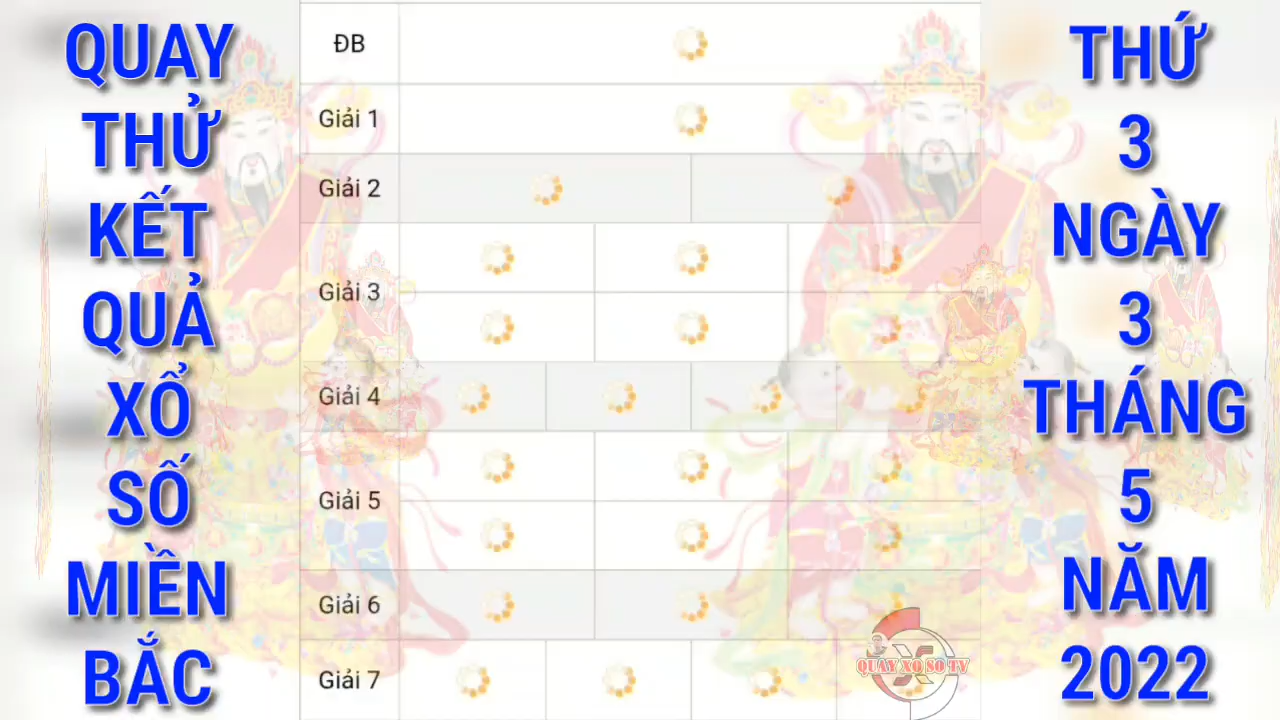 QUAY
THỬ
KẾT
QUẢ
XỔ
SỐ
MIỀN
BẮC
ĐB
Giải 1
Giải 2
Giải 3
Giải 4
Giải 5
Giải 6
Giải 7
QUAY XO SO TV
THỨ
3
NGÀY
3
THÁNG
5
NĂM
2022